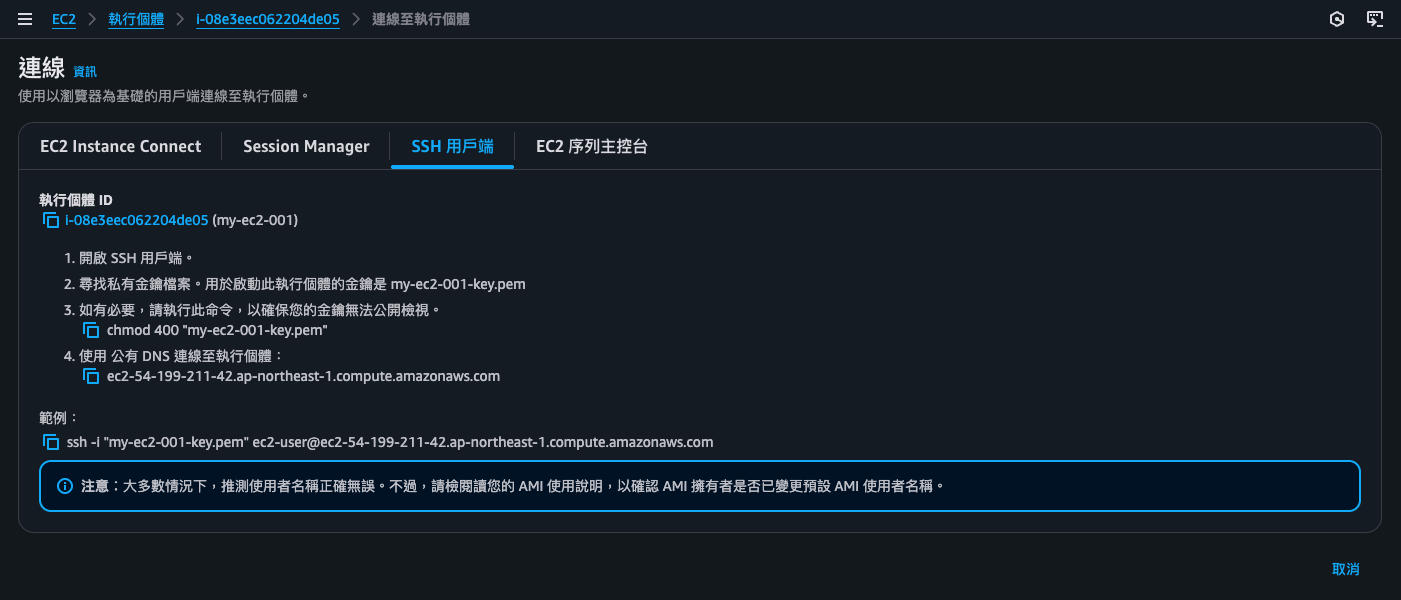 EC2 > 執行個體 > i-08e3eec062204de05 > 連線至執行個體
連線 資訊
使用以瀏覽器為基礎的用戶端連線至執行個體。
EC2 Instance Connect Session Manager SSH 用戶端 EC2 序列主控台
執行個體 ID
i-08e3eec062204de05 (my-ec2-001)
1. 開啟 SSH 用戶端。
2. 尋找私有金鑰檔案。用於啟動此執行個體的金鑰是 my-ec2-001-key.pem
3. 如有必要，請執行此命令，以確保您的金鑰無法公開檢視。
chmod 400 "my-ec2-001-key.pem"
4. 使用 公有 DNS 連線至執行個體：
ec2-54-199-211-42.ap-northeast-1.compute.amazonaws.com
範例：
ssh -i "my-ec2-001-key.pem" ec2-user@ec2-54-199-211-42.ap-northeast-1.compute.amazonaws.com
注意：大多數情況下，推測使用者名稱正確無誤。不過，請檢閱讀您的 AMI 使用說明，以確認 AMI 擁有者是否已變更預設 AMI 使用者名稱。
取消